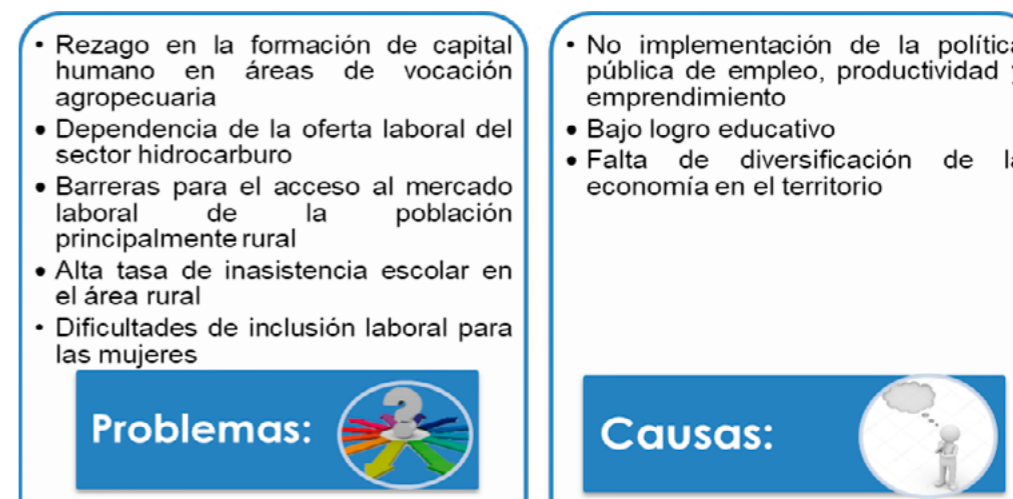 • Rezago en la formación de capital
humano en áreas de vocación
agropecuaria
• Dependencia de la oferta laboral del
sector hidrocarburo
• Barreras para el acceso al mercado
laboral de la población
principalmente rural
• Alta tasa de inasistencia escolar en
el área rural
• Dificultades de inclusión laboral para
las mujeres
Problemas:
• No implementación de la política
pública de empleo, productividad y
emprendimiento
• Bajo logro educativo
• Falta de diversificación de la
economía en el territorio
Causas: